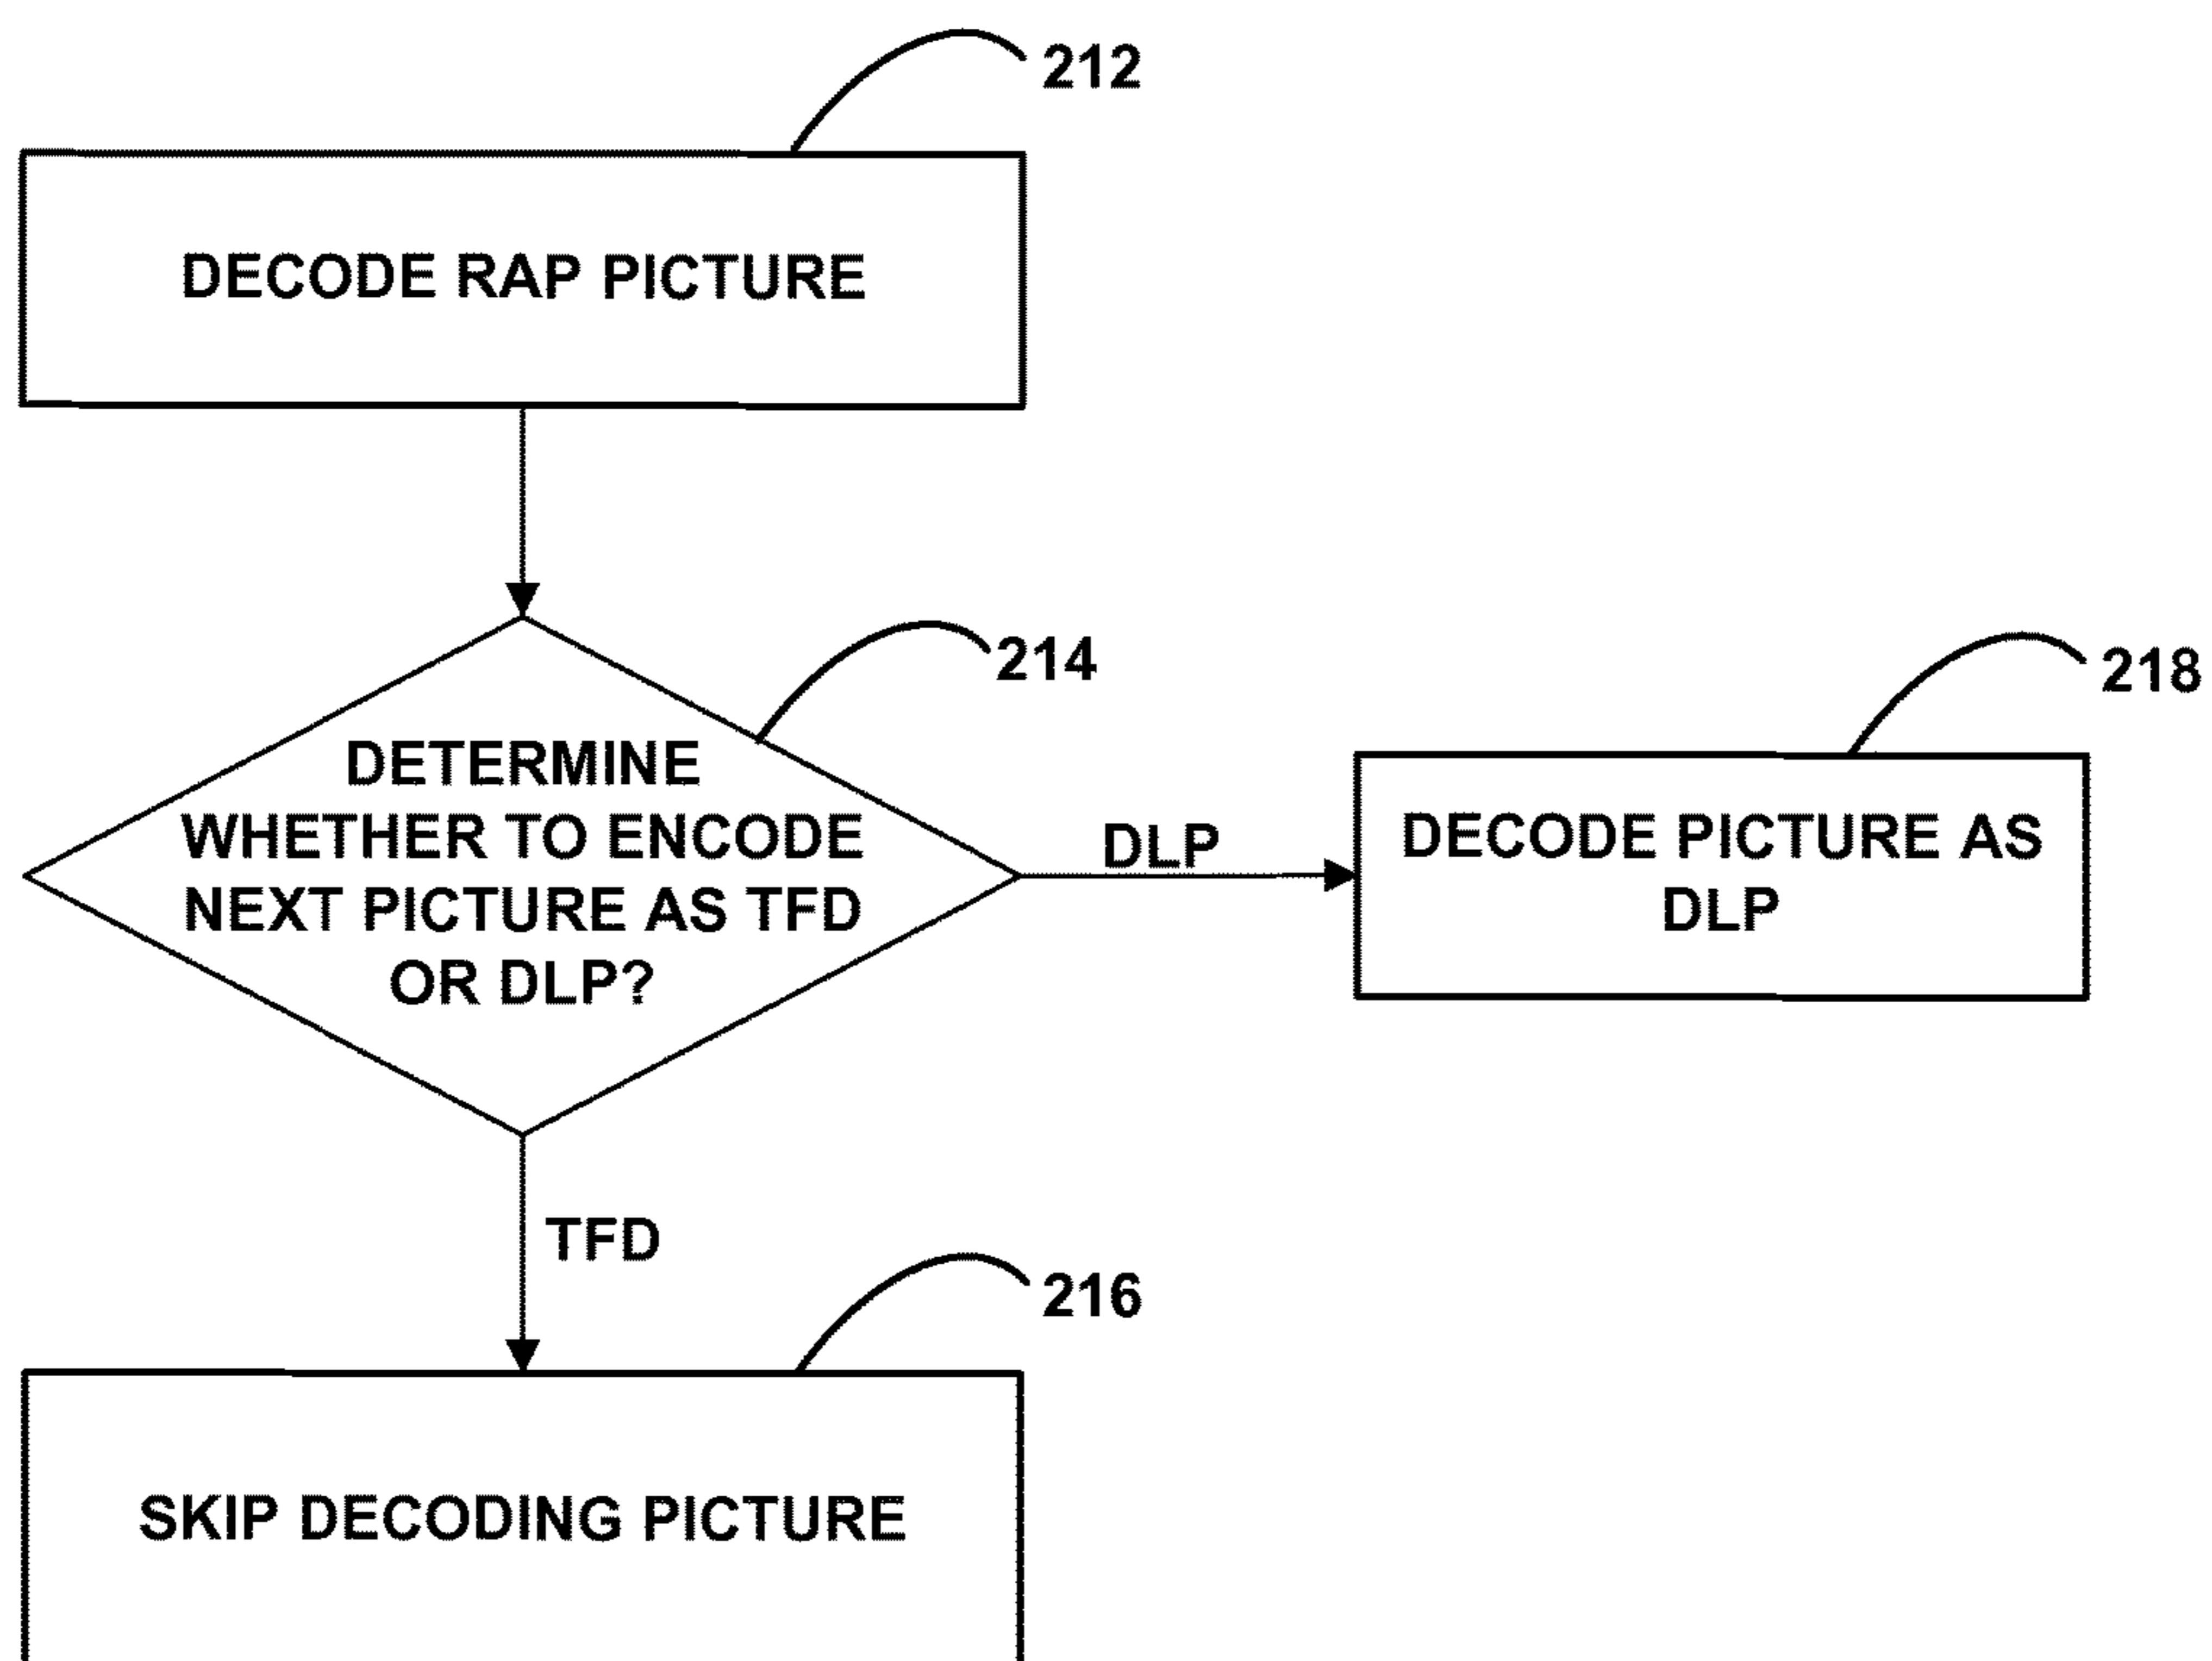 212
DECODE RAP PICTURE
214
DETERMINE
WHETHER TO ENCODE
NEXT PICTURE AS TFD
OR DLP?
DLP
218
DECODE PICTURE AS
DLP
TFD
216
SKIP DECODING PICTURE